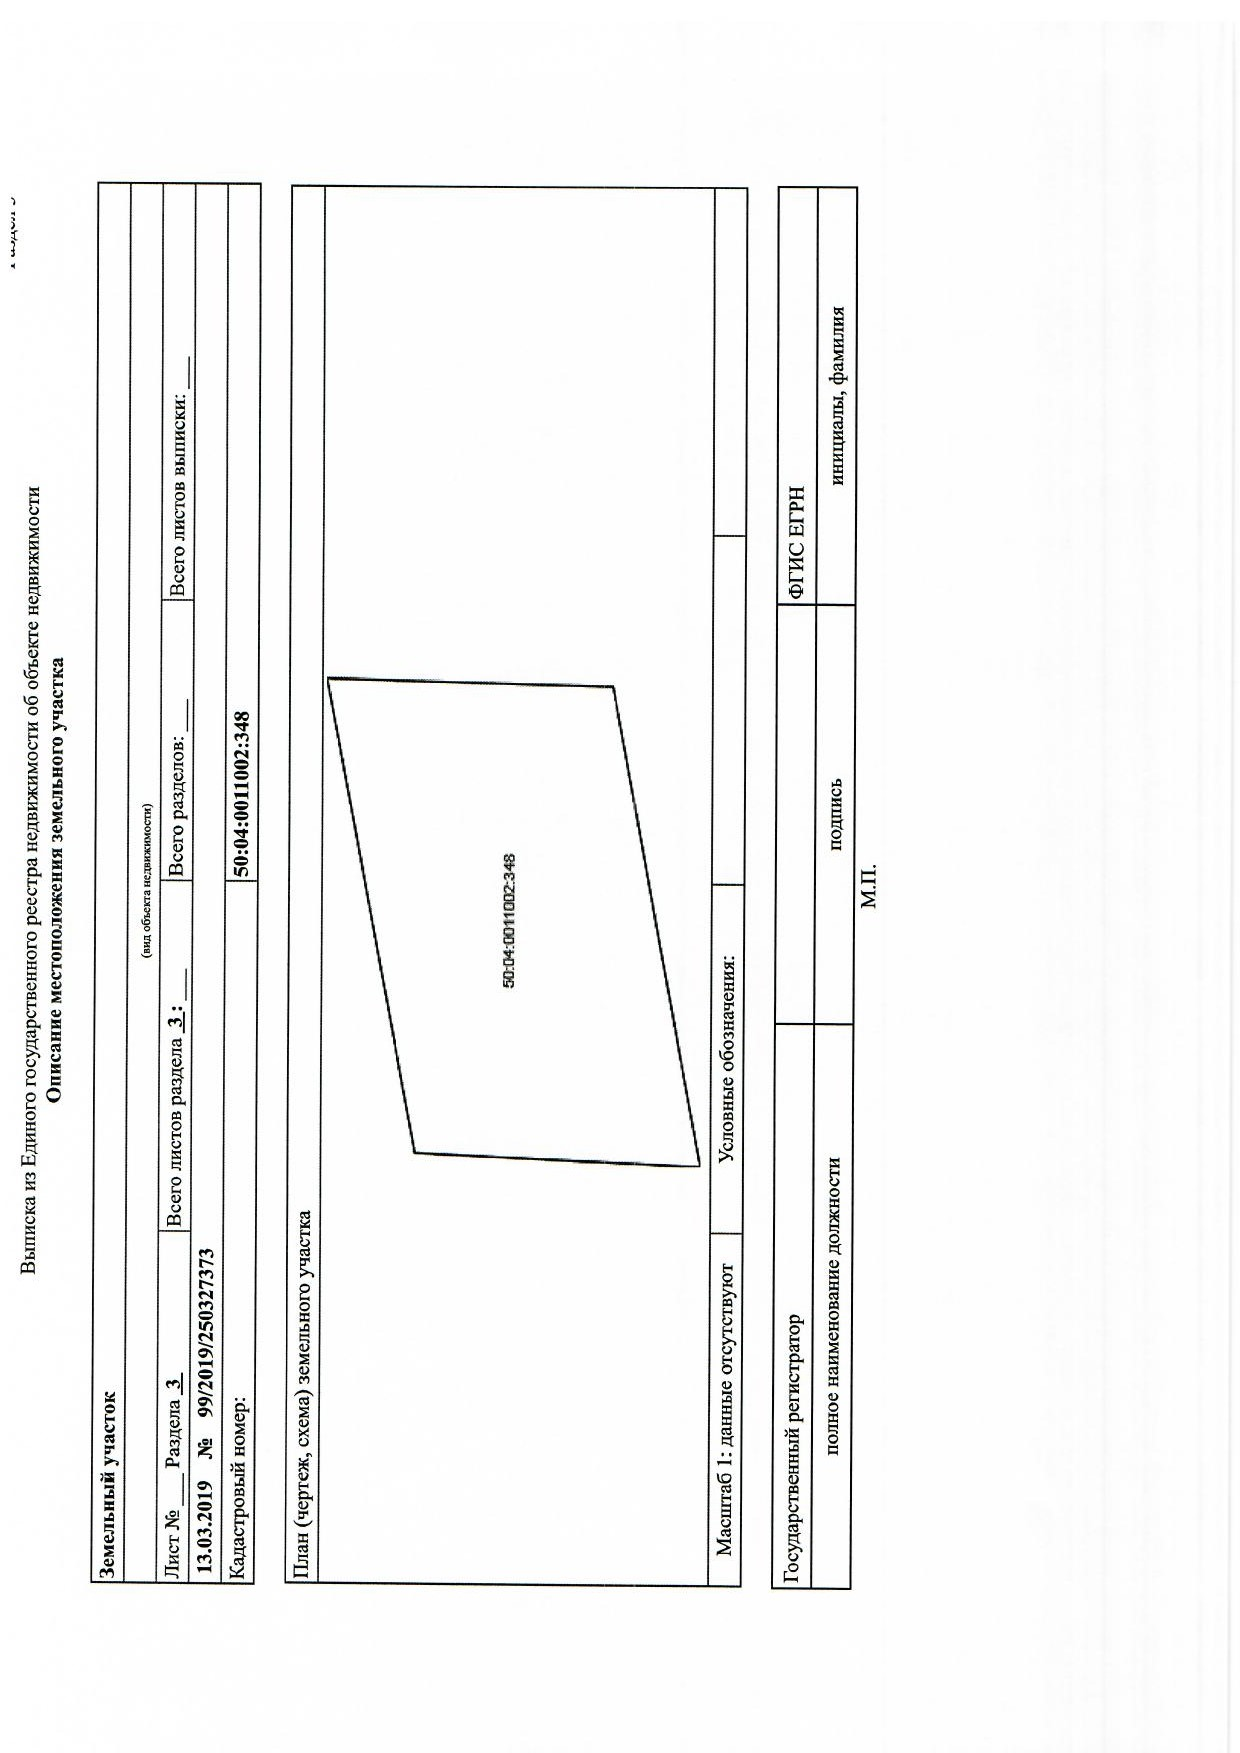 Раздел 3
Выписка из Единого государственного реестра недвижимости об объекте недвижимости
Описание местоположения земельного участка
Земельный участок
(вид объекта недвижимости)
Лист № ___ Раздела 3 Всего листов раздела 3 : ___ Всего разделов: ___ Всего листов выписки: ___
13.03.2019 № 99/2019/250327373
Кадастровый номер: 50:04:0011002:348
План (чертеж, схема) земельного участка
50:04:0011002:348
Масштаб 1: данные отсутствуют Условные обозначения:
Государственный регистратор ФГИС ЕГРН
полное наименование должности подпись инициалы, фамилия
М.П.